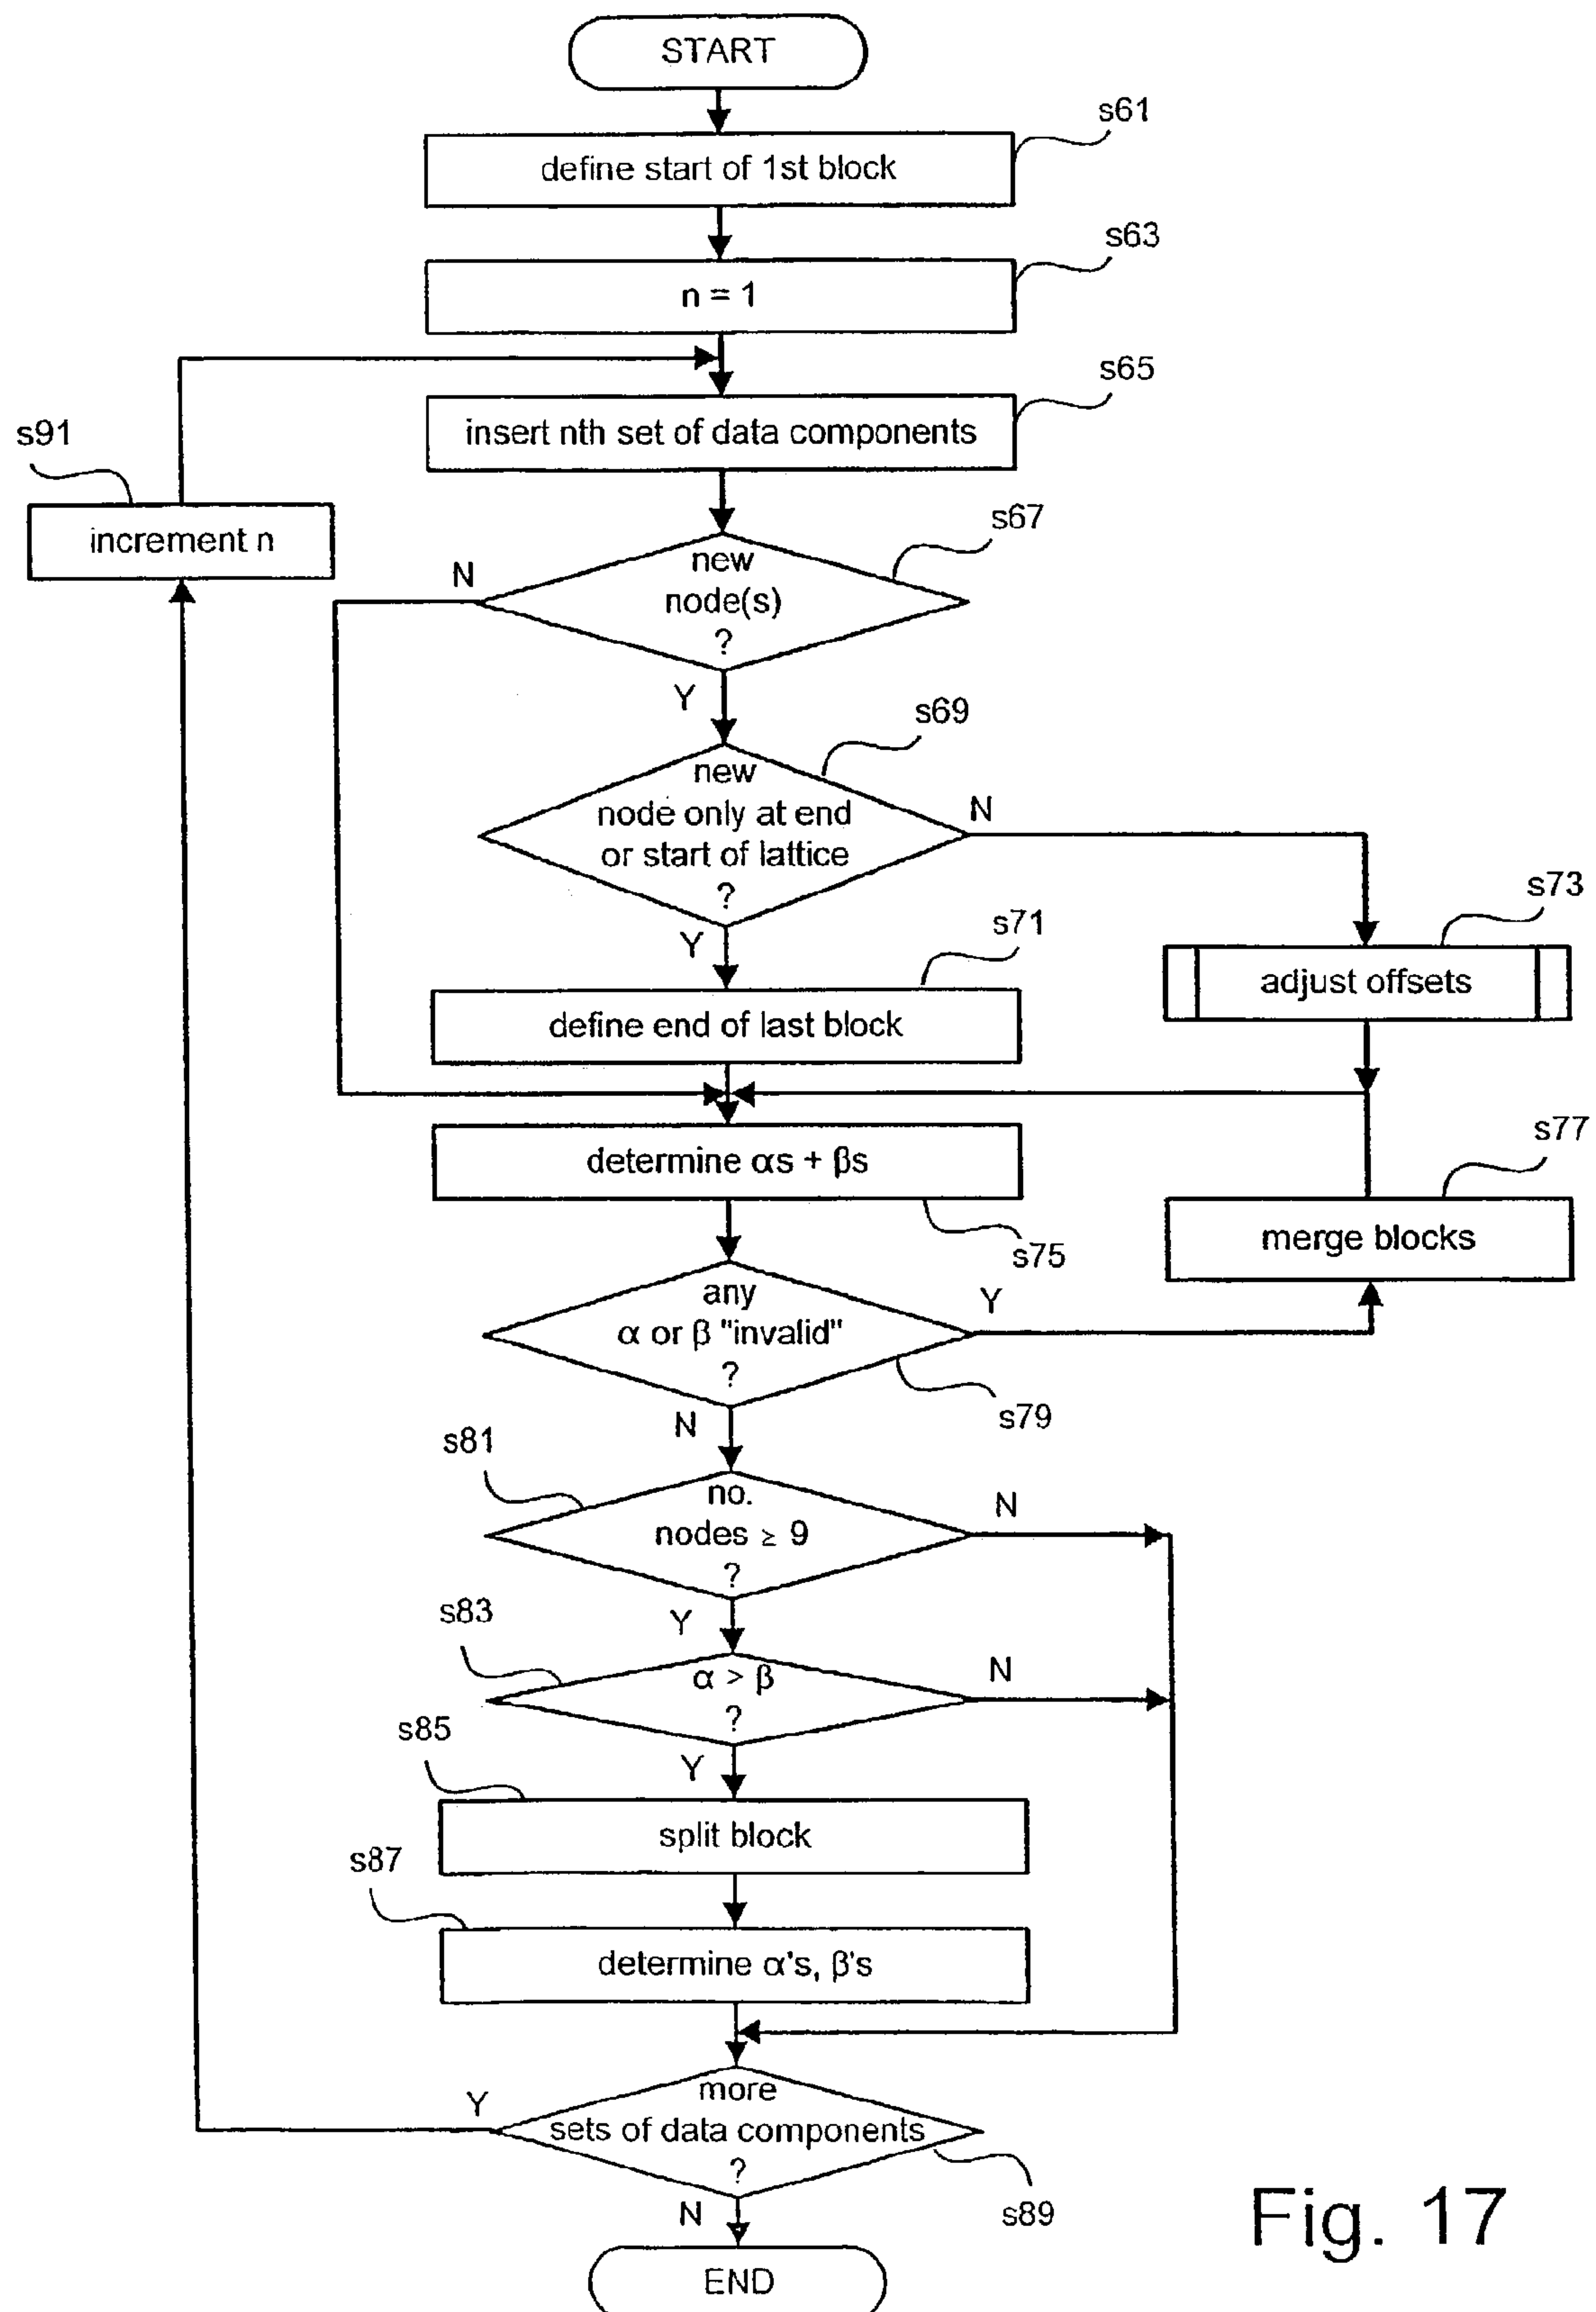 START
s61
define start of 1st block
s63
n = 1
s65
insert nth set of data components
s91
increment n
s67
new
node(s)
?
N
Y
s69
new
node only at end
or start of lattice
?
N
Y
s73
adjust offsets
s71
define end of last block
determine αs + βs
s75
s77
merge blocks
any
α or β "invalid"
?
Y
s79
N
s81
no.
nodes ≥ 9
?
N
Y
s83
α > β
?
N
Y
s85
split block
s87
determine α's, β's
more
sets of data components
?
Y
s89
N
END
Fig. 17